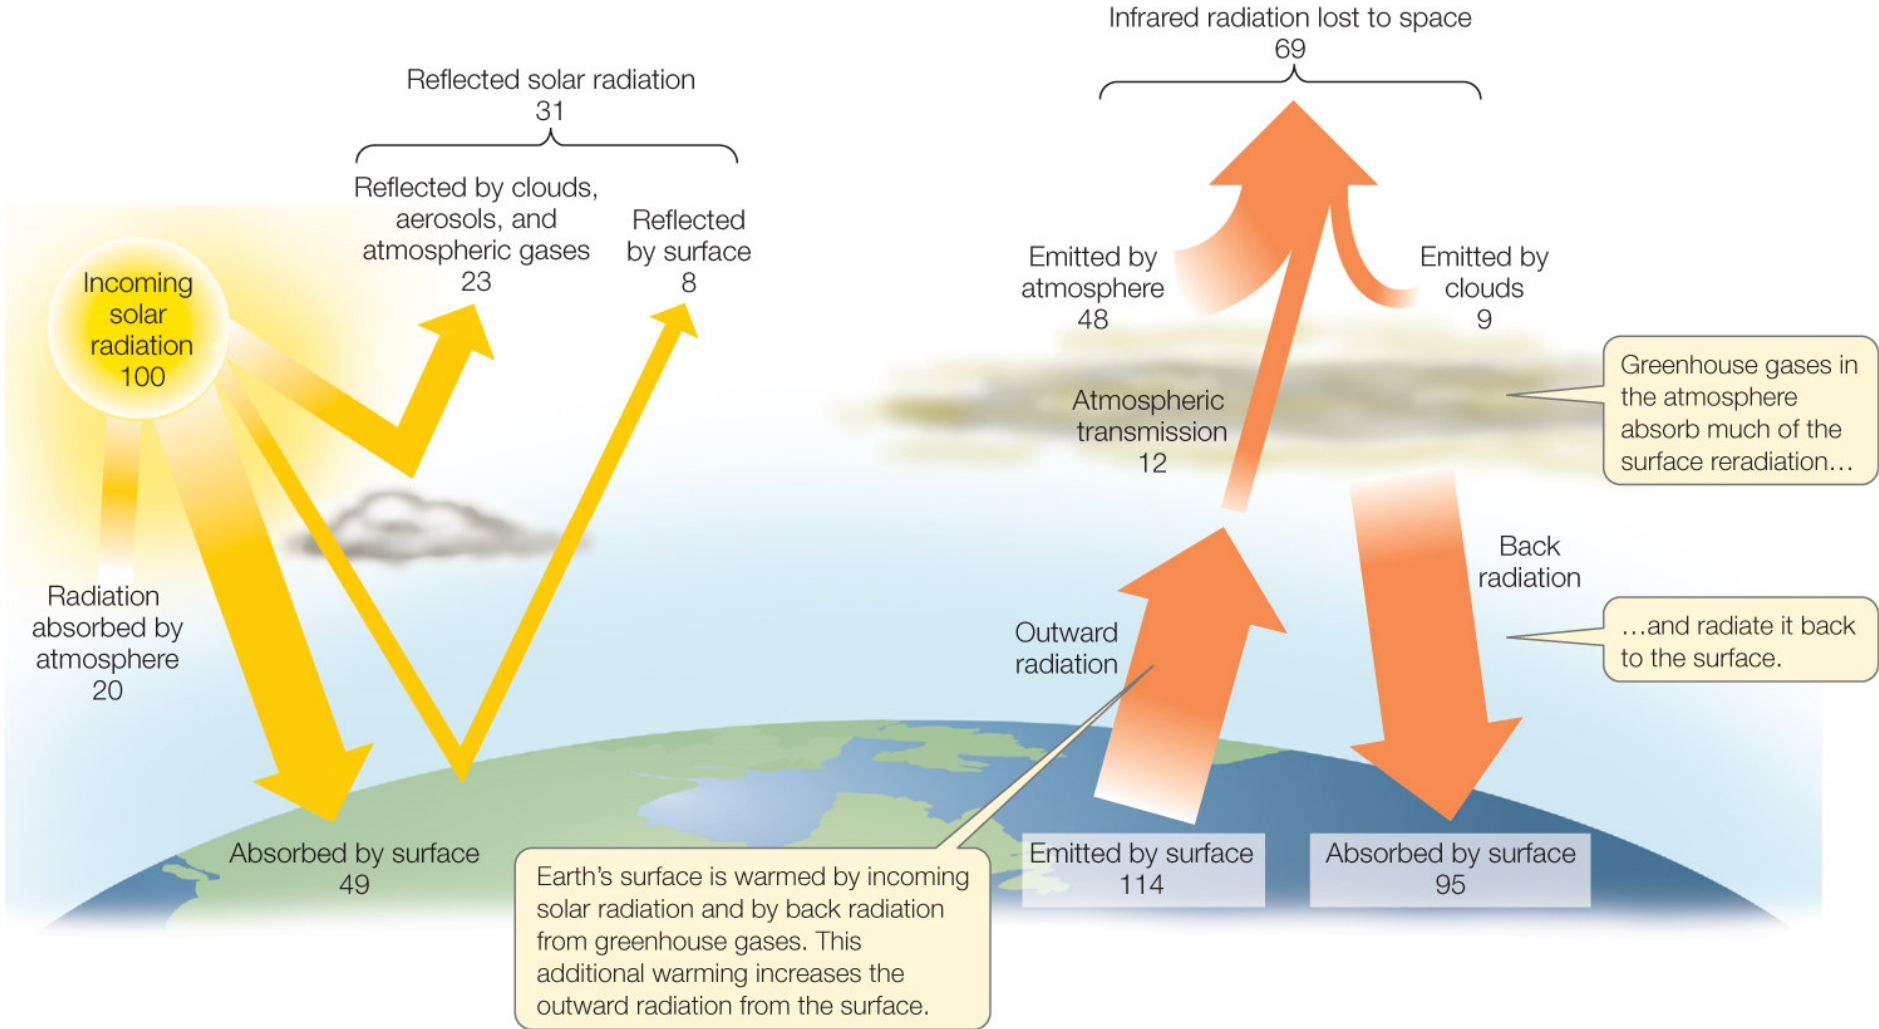 Infrared radiation lost to space
69
Reflected solar radiation
31
Reflected by clouds,
aerosols, and
atmospheric gases
23
Reflected
by surface
8
Incoming
solar
radiation
100
Emitted by
atmosphere
48
Emitted by
clouds
9
Atmospheric
transmission
12
Greenhouse gases in
the atmosphere
absorb much of the
surface reradiation…
Radiation
absorbed by
atmosphere
20
Outward
radiation
Back
radiation
…and radiate it back
to the surface.
Absorbed by surface
49
Earth’s surface is warmed by incoming
solar radiation and by back radiation
from greenhouse gases. This
additional warming increases the
outward radiation from the surface.
Emitted by surface
114
Absorbed by surface
95